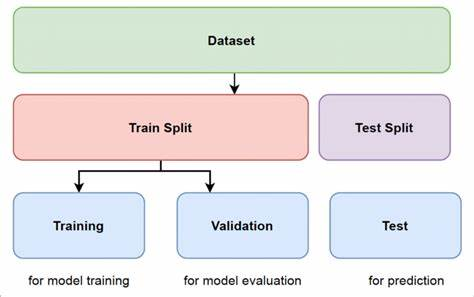 Dataset
Train Split
Test Split
Training
Validation
Test
for model training
for model evaluation
for prediction